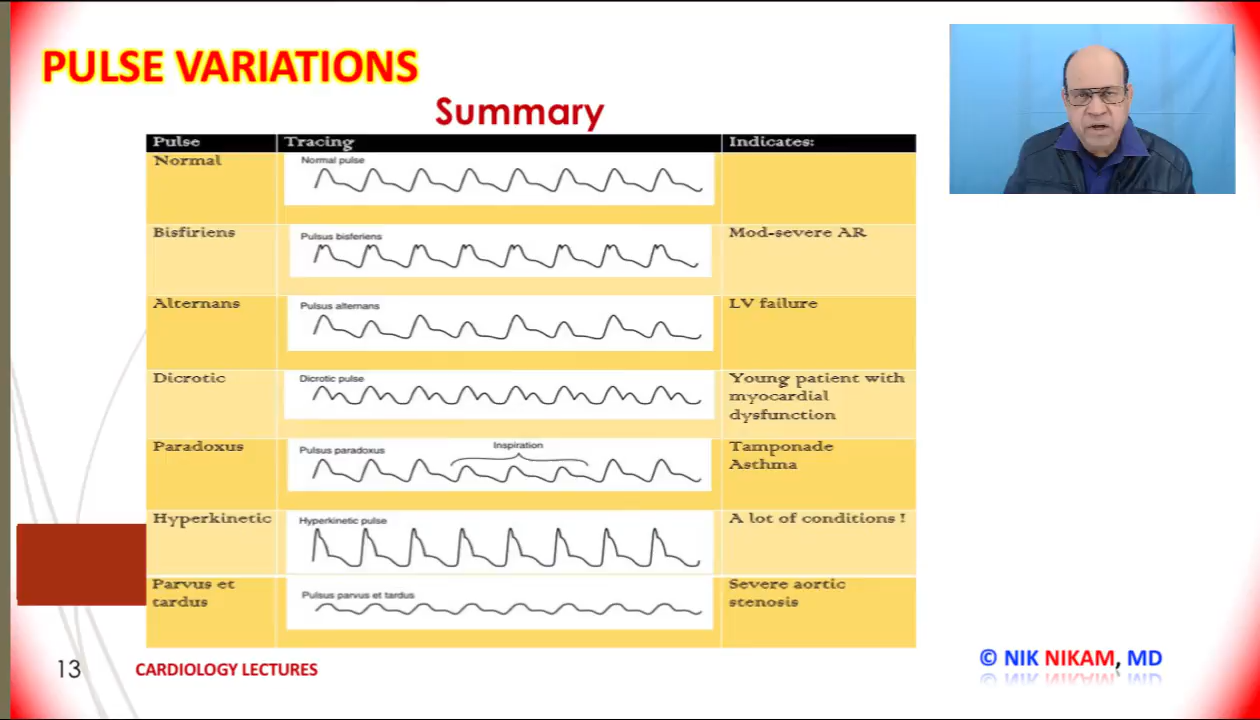 PULSE VARIATIONS
Summary
Pulse Tracing Indicates:
Normal Normal pulse
Bisfiriens Pulsus bisferiens Mod-severe AR
Alternans Pulsus alternans LV failure
Dicrotic Dicrotic pulse Young patient with
myocardial
dysfunction
Paradoxus Pulsus paradoxus Inspiration Tamponade
Asthma
Hyperkinetic Hyperkinetic pulse A lot of conditions !
Parvus et Pulsus parvus et tardus Severe aortic
tardus stenosis
13 CARDIOLOGY LECTURES © NIK NIKAM, MD